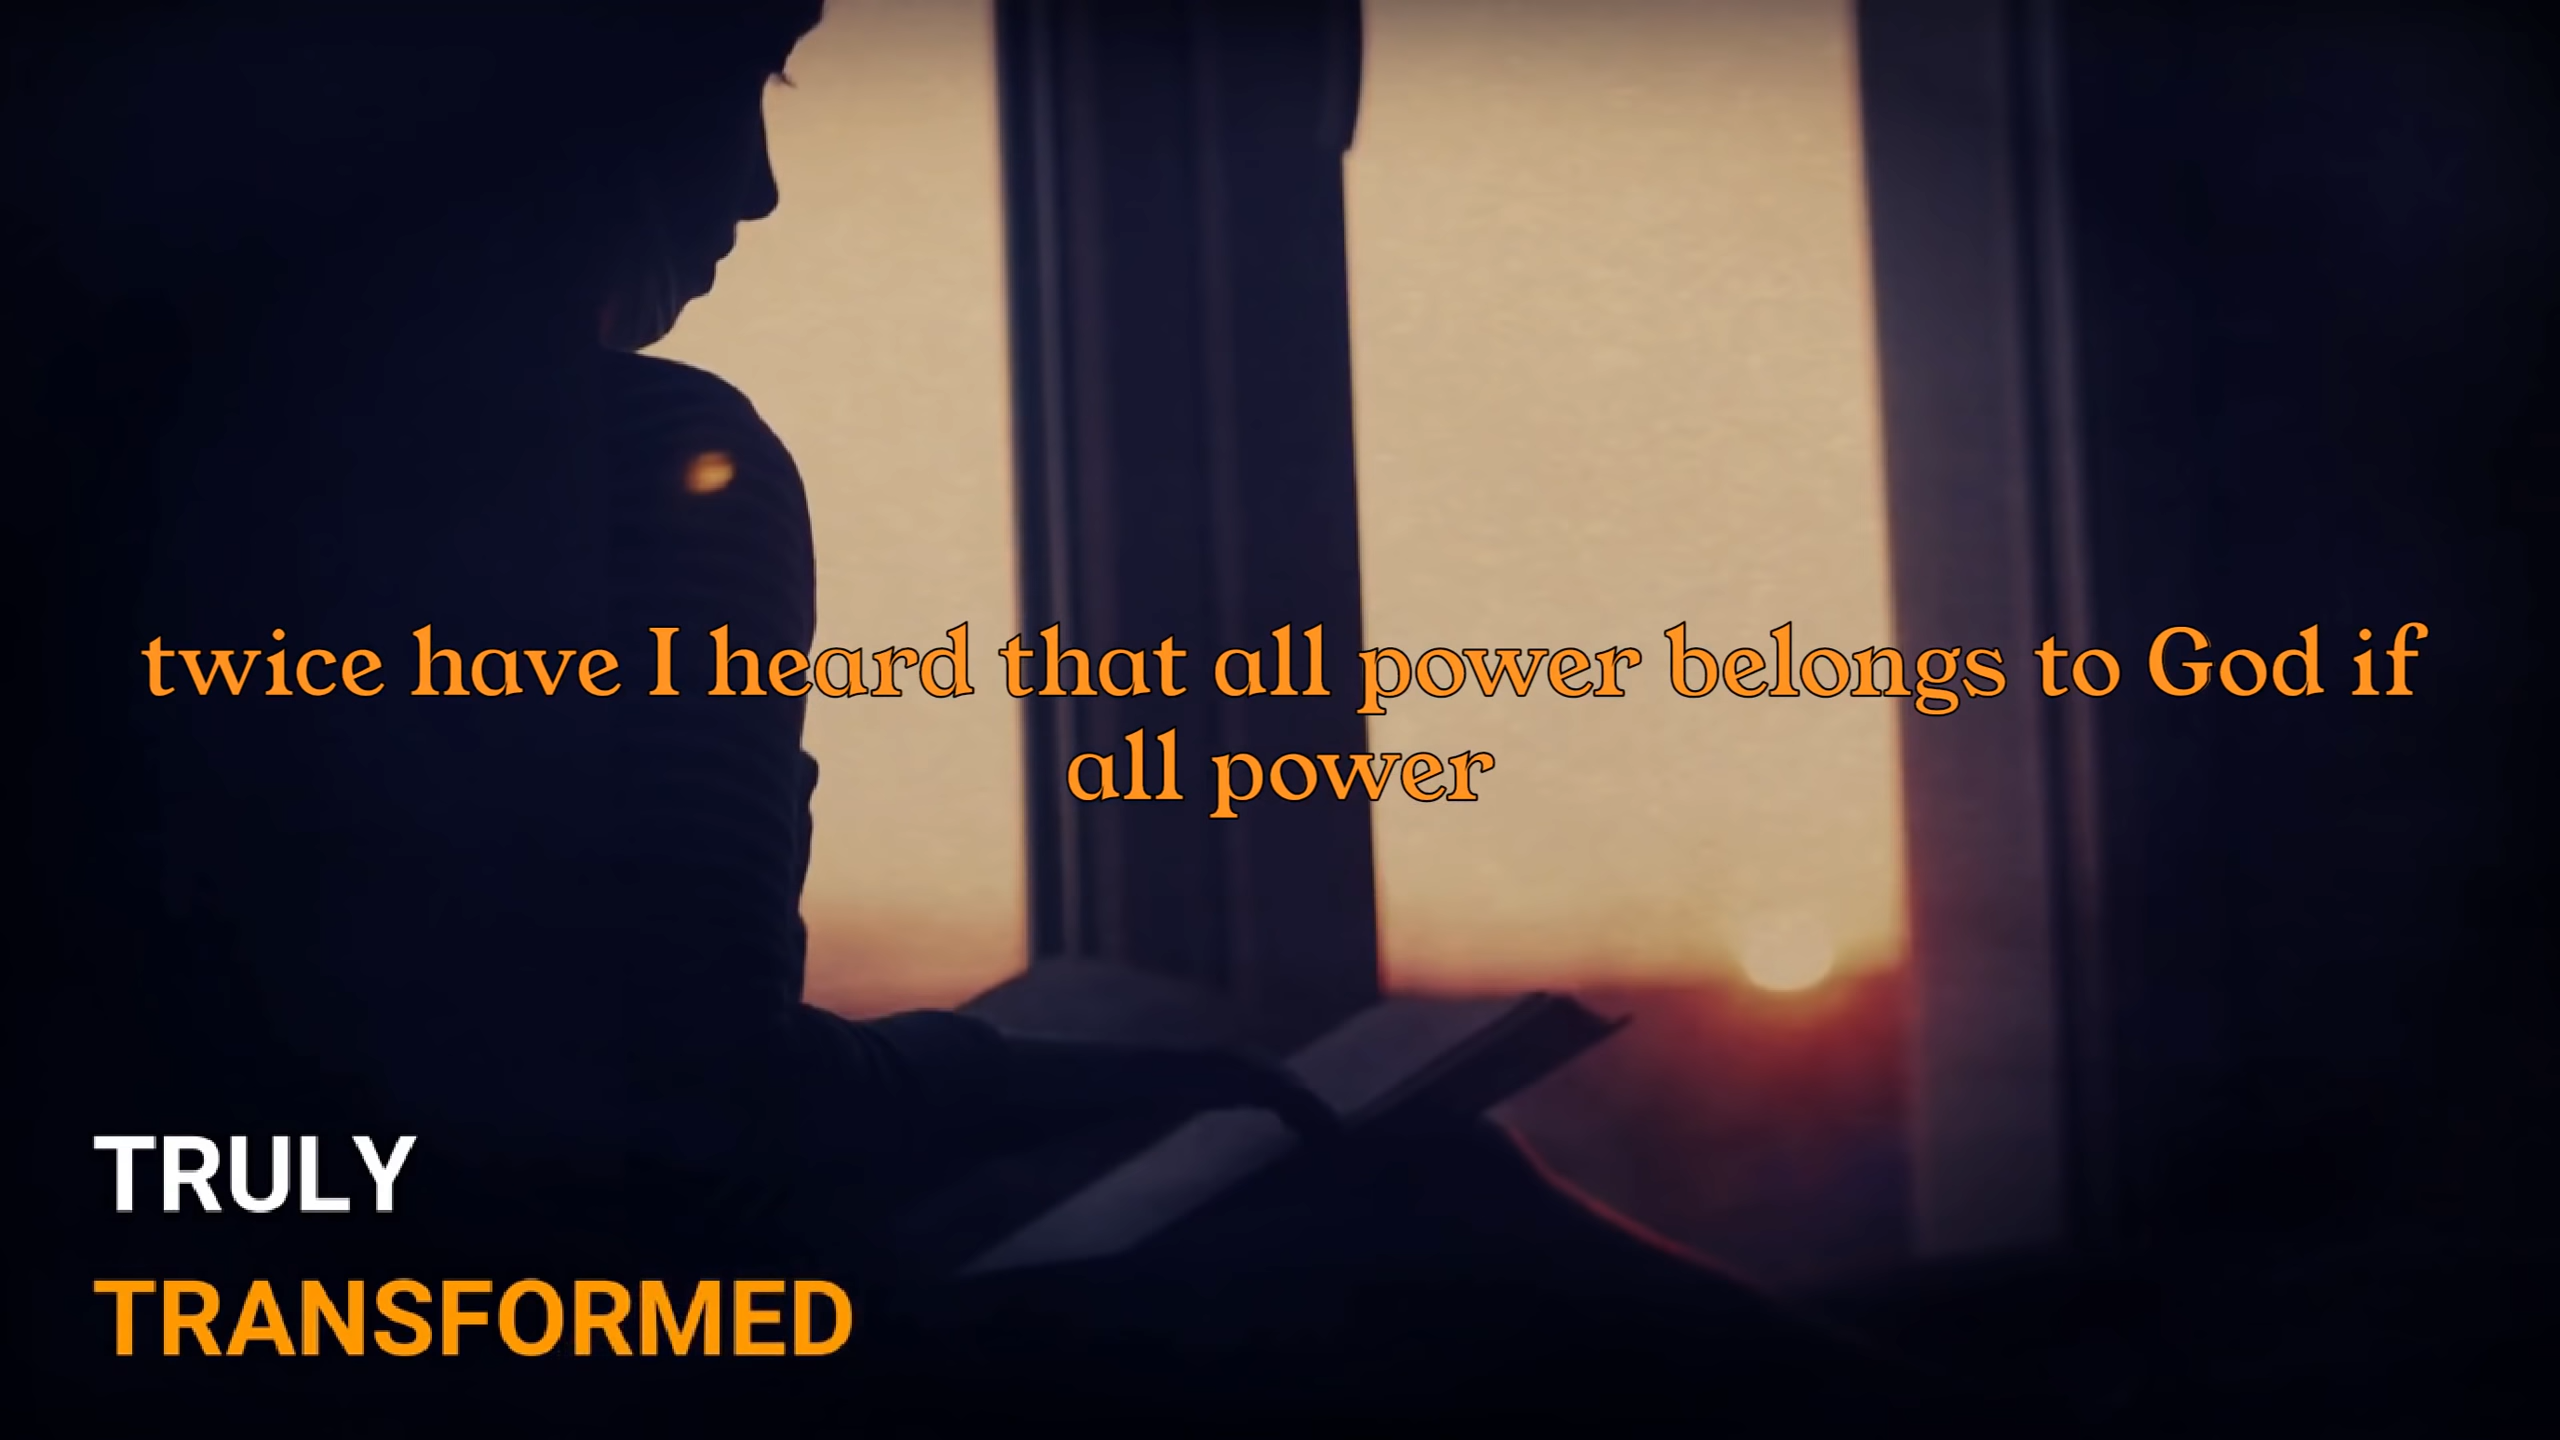 twice have I heard that all power belongs to God if
all power
TRULY
TRANSFORMED